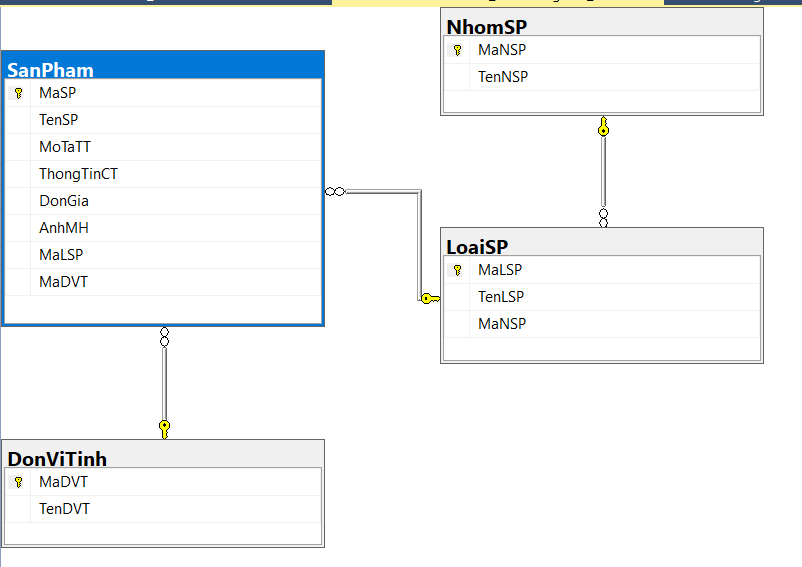 SanPham
MaSP
TenSP
MoTaTT
ThongTinCT
DonGia
AnhMH
MaLSP
MaDVT
NhomSP
MaNSP
TenNSP
LoaiSP
MaLSP
TenLSP
MaNSP
DonViTinh
MaDVT
TenDVT